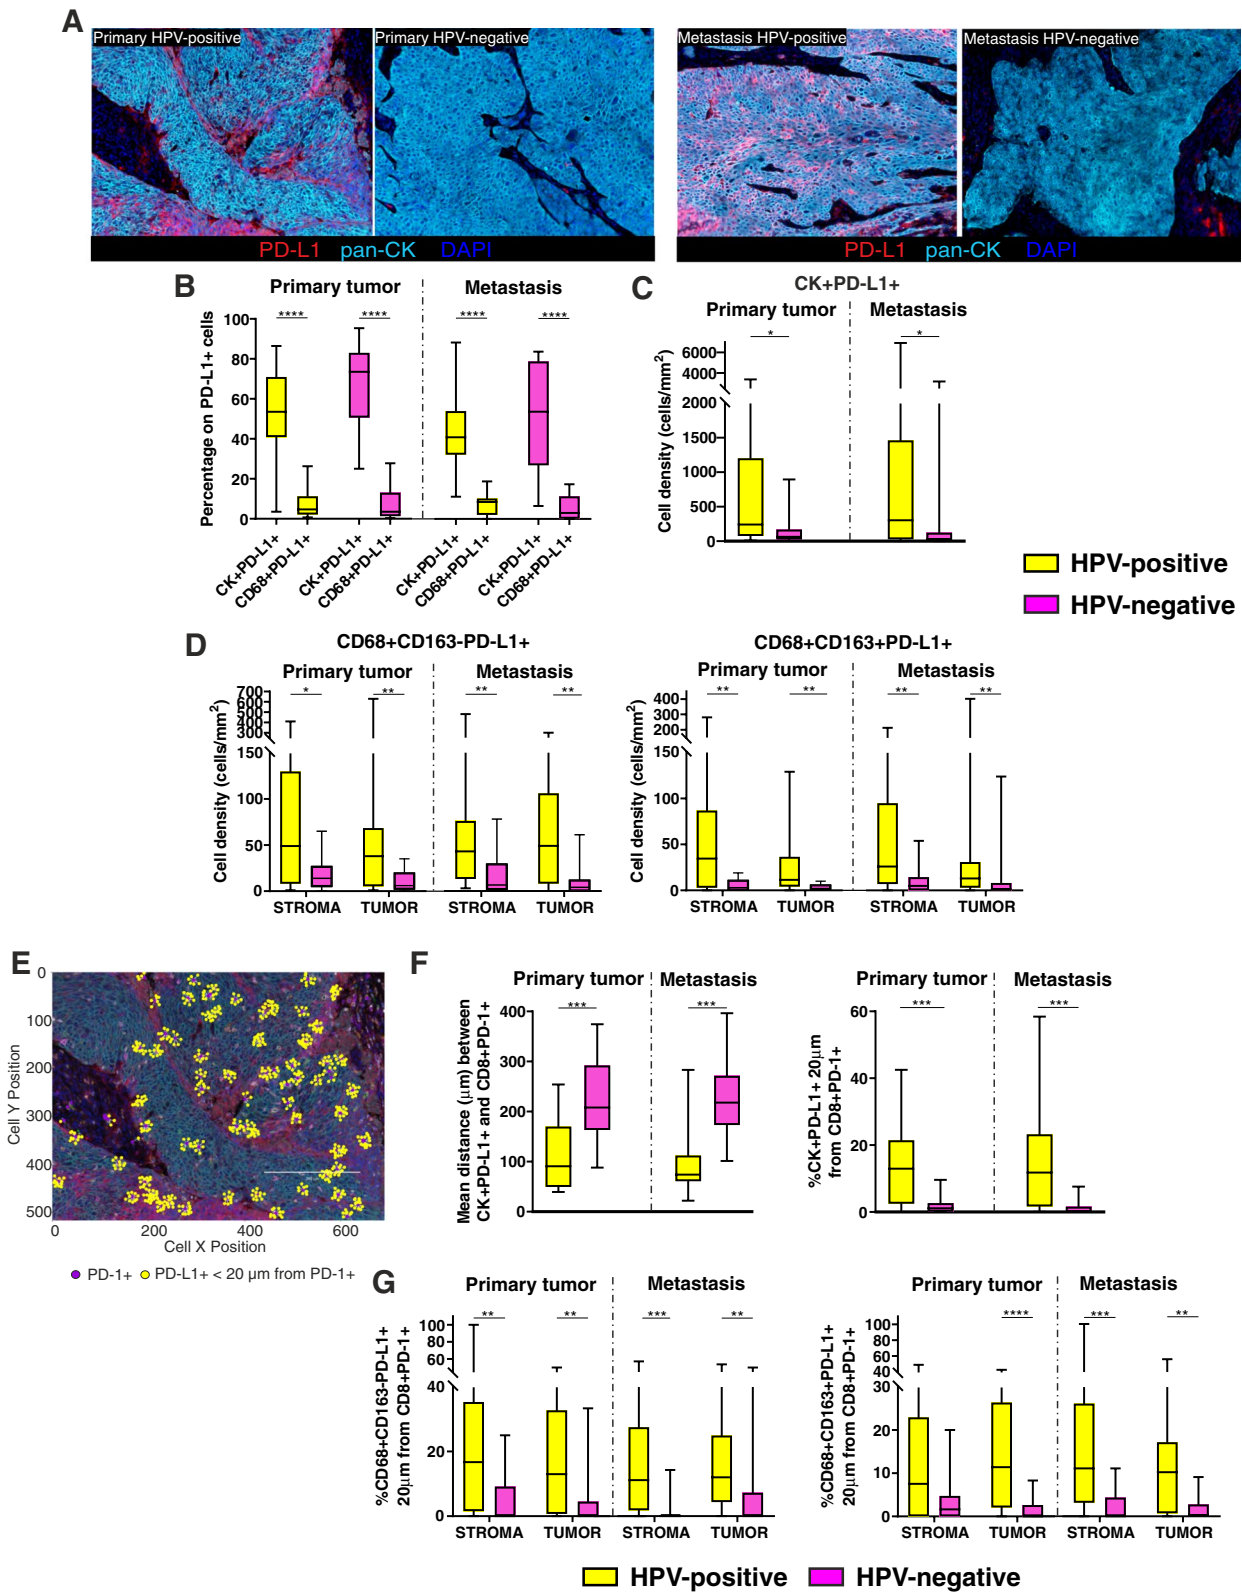 A
Primary HPV-positive
Primary HPV-negative
Metastasis HPV-positive
Metastasis HPV-negative
PD-L1 pan-CK DAPI
PD-L1 pan-CK DAPI
B
Primary tumor
Metastasis
Percentage on PD-L1+ cells
100
80
60
40
20
0
**** **** **** ****
CK+PD-L1+
CD68+PD-L1+
CK+PD-L1+
CD68+PD-L1+
CK+PD-L1+
CD68+PD-L1+
CK+PD-L1+
CD68+PD-L1+
C
CK+PD-L1+
Primary tumor
Metastasis
Cell density (cells/mm²)
6000
4000
2000
1500
1000
500
0
* *
HPV-positive
HPV-negative
D
CD68+CD163-PD-L1+
Primary tumor
Metastasis
Cell density (cells/mm²)
700
600
500
400
300
150
100
50
0
* ** ** **
STROMA TUMOR STROMA TUMOR
CD68+CD163+PD-L1+
Primary tumor
Metastasis
Cell density (cells/mm²)
400
300
200
150
100
50
0
** ** ** **
STROMA TUMOR STROMA TUMOR
E
Cell Y Position
0
100
200
300
400
500
0 200 400 600
Cell X Position
PD-1+ PD-L1+ < 20 µm from PD-1+
F
Primary tumor
Metastasis
Mean distance (µm) between
CK+PD-L1+ and CD8+PD-1+
400
300
200
100
0
*** ***
Primary tumor
Metastasis
%CK+PD-L1+ 20µm
from CD8+PD-1+
60
40
20
0
*** ***
G
Primary tumor
Metastasis
%CD68+CD163-PD-L1+
20µm from CD8+PD-1+
100
80
60
40
20
0
** ** *** **
STROMA TUMOR STROMA TUMOR
Primary tumor
Metastasis
%CD68+CD163+PD-L1+
20µm from CD8+PD-1+
100
80
60
40
30
20
10
0
**** *** **
STROMA TUMOR STROMA TUMOR
HPV-positive HPV-negative